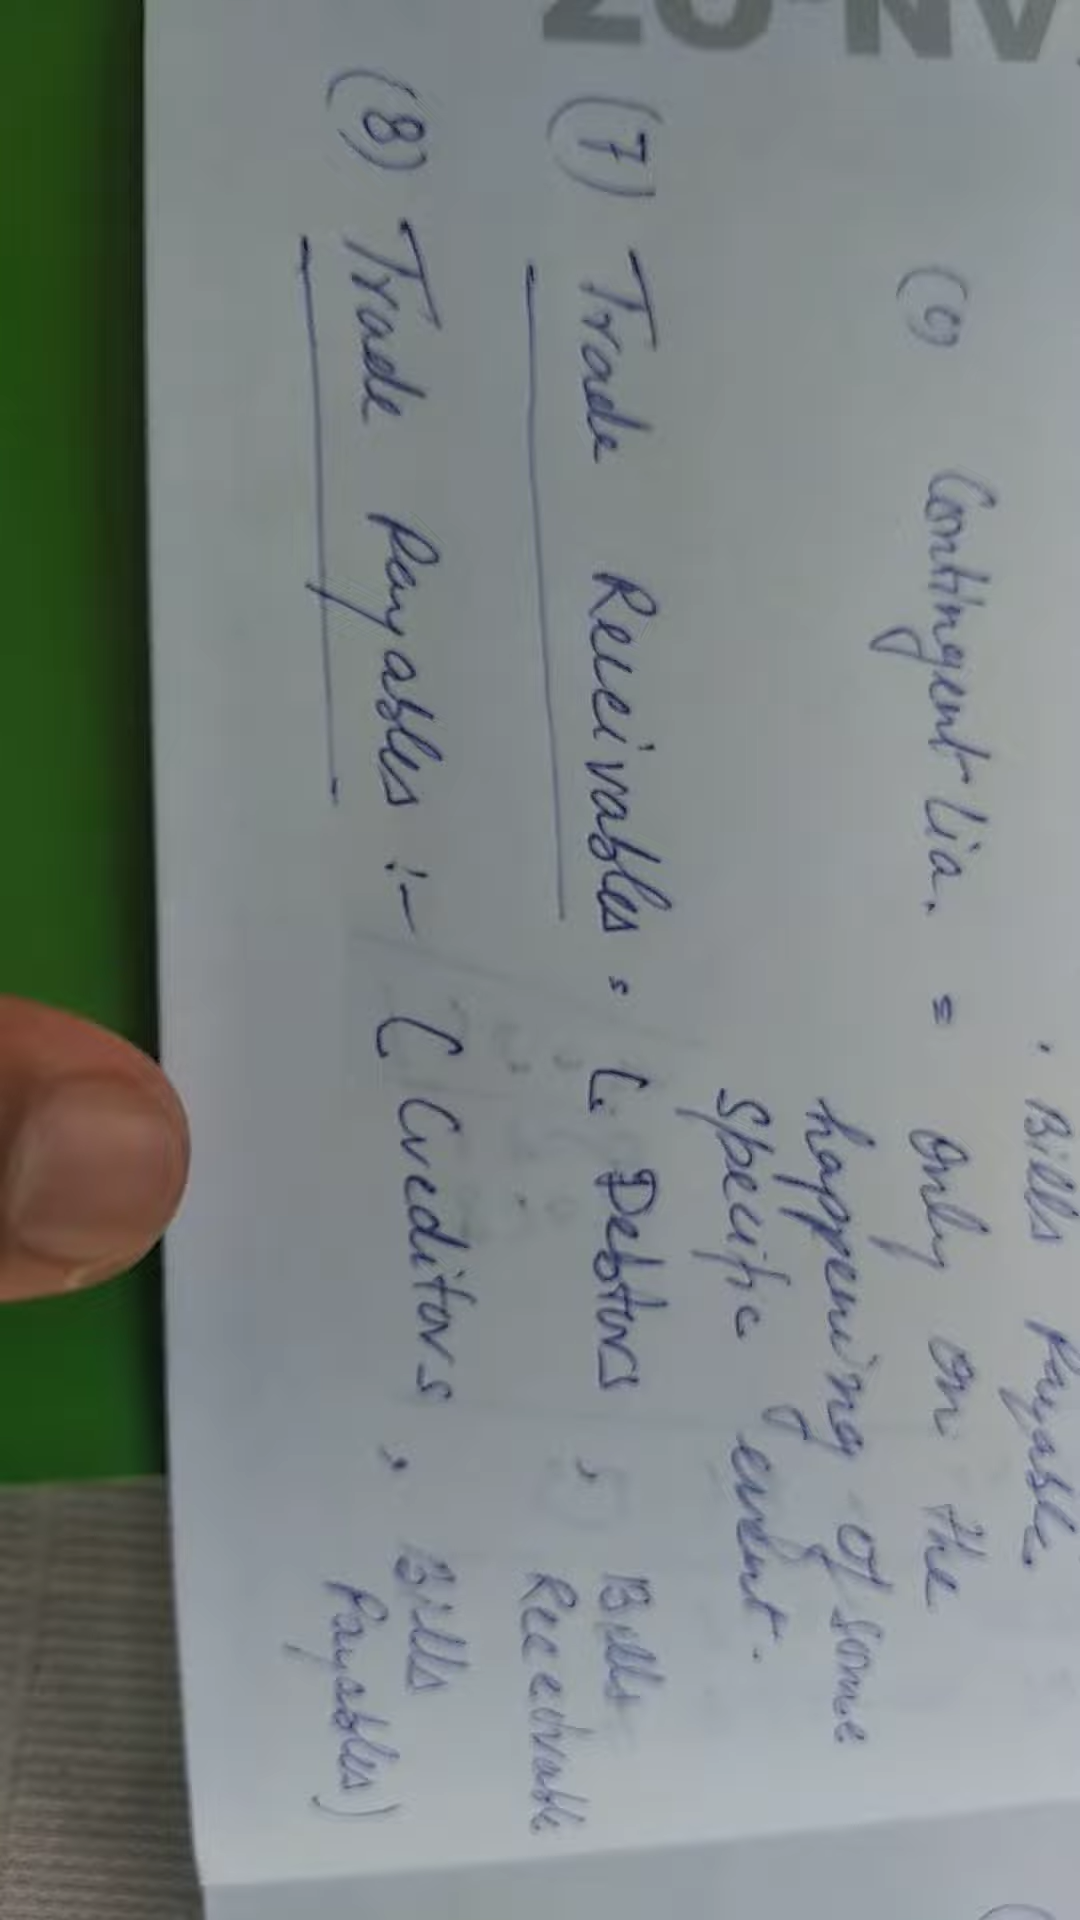 . Bills Payable
(c) Contingent Lia. = only on the
happening of some
specific event.
(7) Trade Receivables = (. Debtors , Bills
Receivable
(8) Trade Payables :- ( Creditors , Bills
Payables)